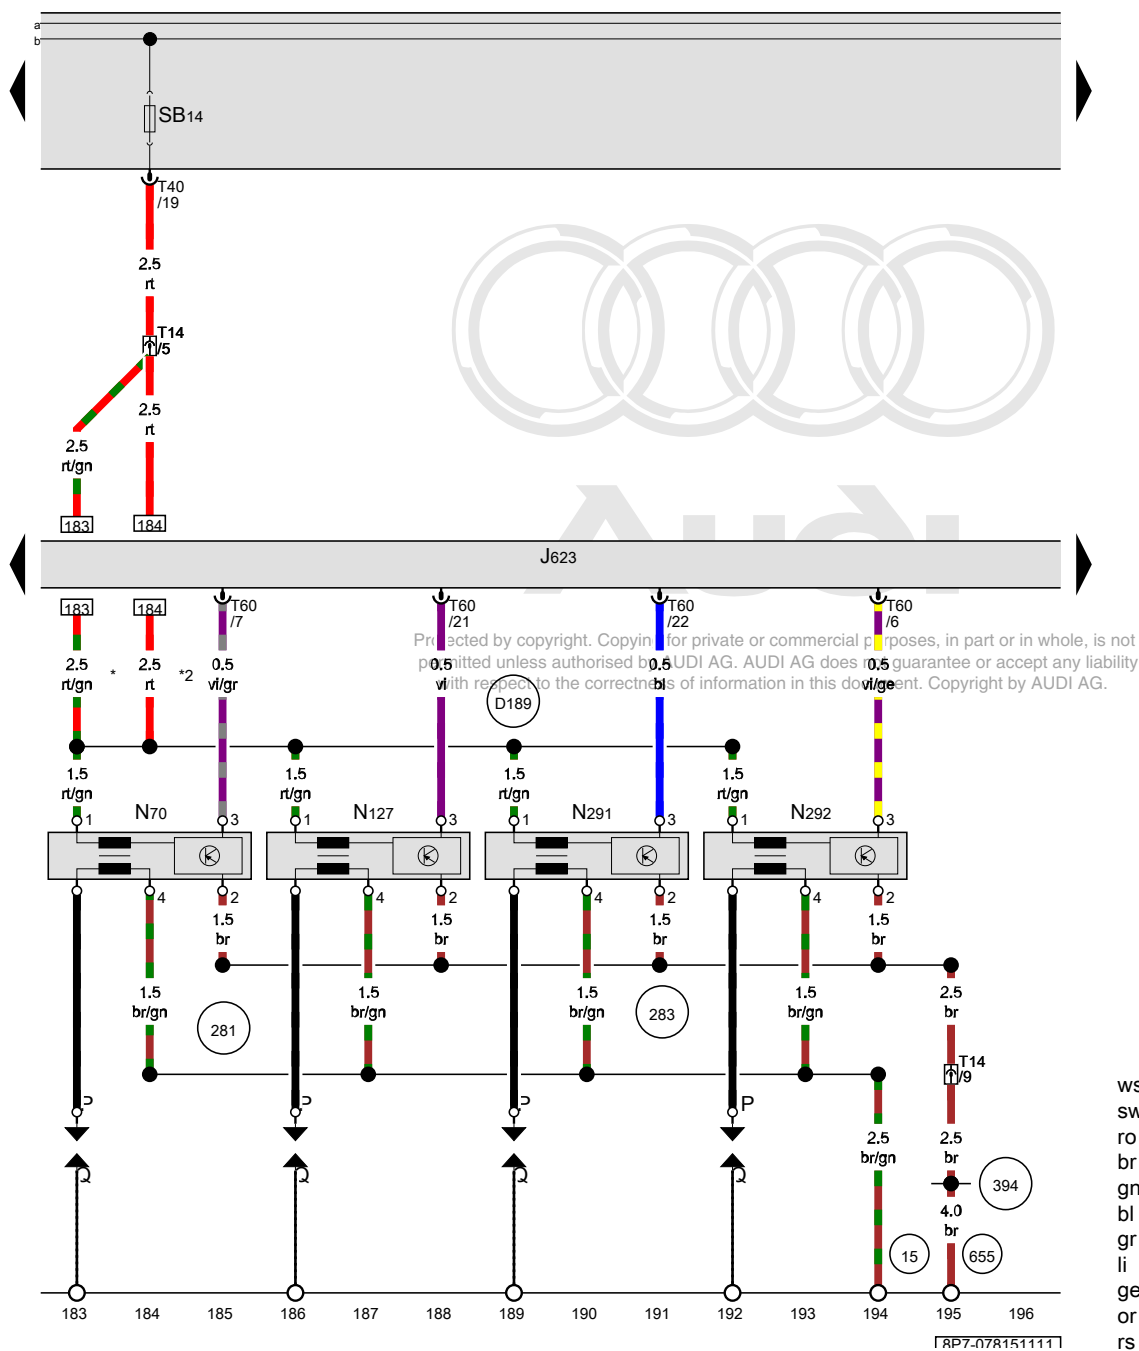 a
b
SB14
T40
/19
2.5
rt
T14
/5
2.5
rt
2.5
rt/gn
183
184
Audi
J623
183
184
T60
/7
T60
/21
T60
/22
T60
/6
Protected by copyright. Copying for private or commercial purposes, in part or in whole, is not
permitted unless authorised by AUDI AG. AUDI AG does not guarantee or accept any liability
with respect to the correctness of information in this document. Copyright by AUDI AG.
2.5
rt/gn
*
2.5
rt
*2
0.5
vi/gr
0.5
vi
0.5
bl
0.5
vi/ge
D189
1.5
rt/gn
1.5
rt/gn
1.5
rt/gn
1.5
rt/gn
N70
N127
N291
N292
1 3 1 3 1 3 1 3
4 2 4 2 4 2 4 2
1.5
br
1.5
br
1.5
br
1.5
br
1.5
br/gn
1.5
br/gn
1.5
br/gn
1.5
br/gn
2.5
br
281
283
T14
/9
P P P P
2.5
br/gn
2.5
br
Q Q Q Q
394
4.0
br
15
655
183 184 185 186 187 188 189 190 191 192 193 194 195 196
8P7-078151111
ws
sw
ro
br
gn
bl
gr
li
ge
or
rs